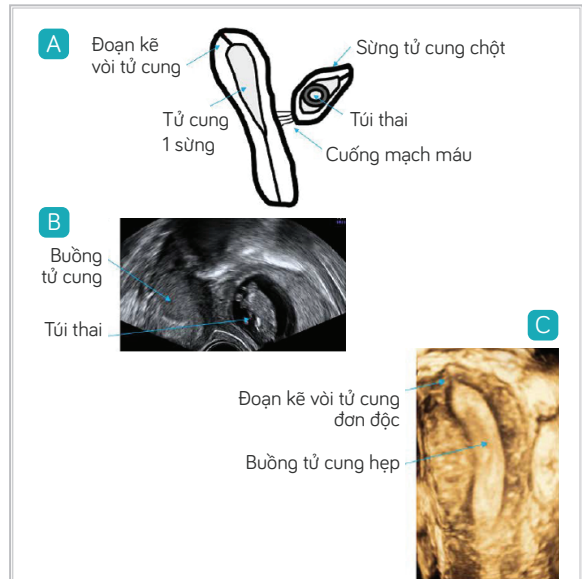 A
Đoạn kẽ
vòi tử cung
Sừng tử cung chột
Tử cung
1 sừng
Túi thai
Cuống mạch máu
B
Buồng
tử cung
Túi thai
C
Đoạn kẽ vòi tử cung
đơn độc
Buồng tử cung hẹp